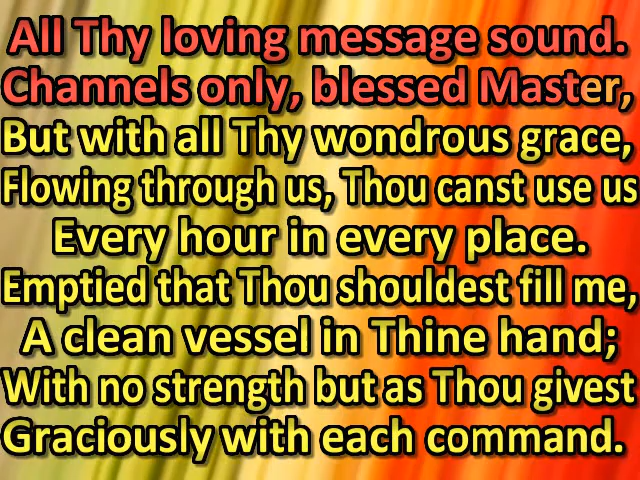 All Thy loving message sound.
Channels only, blessed Master,
But with all Thy wondrous grace,
Flowing through us, Thou canst use us
Every hour in every place.
Emptied that Thou shouldest fill me,
A clean vessel in Thine hand;
With no strength but as Thou givest
Graciously with each command.